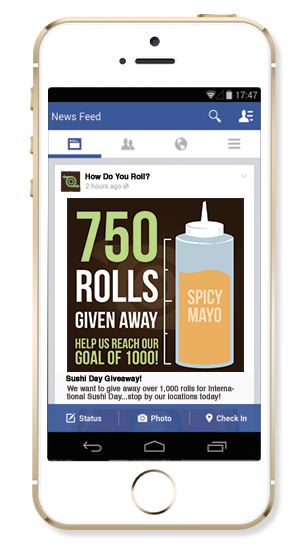 17:47
News Feed
How Do You Roll?
2 hours ago
750
ROLLS
GIVEN AWAY
HELP US REACH OUR
GOAL OF 1000!
SPICY
MAYO
Sushi Day Giveaway!
We want to give away over 1,000 rolls for Interna-
tional Sushi Day...stop by our locations today!
Status Photo Check In